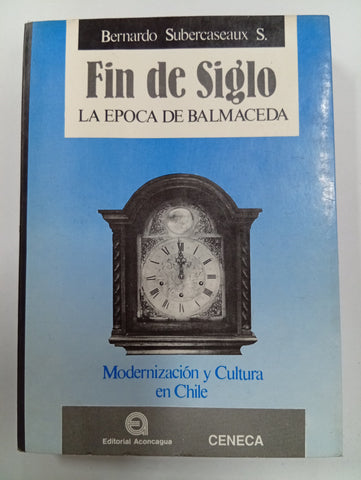 Bernardo Subercaseaux S.
Fin de Siglo
LA EPOCA DE BALMACEDA
Modernización y Cultura
en Chile
Editorial Aconcagua
CENECA